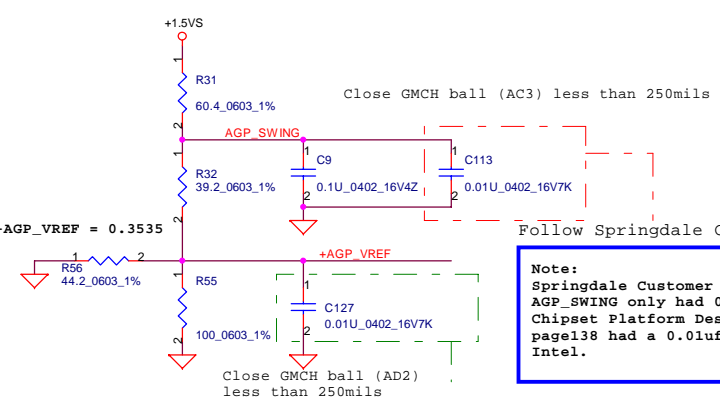 +1.5VS
1
R31
60.4_0603_1%
2
Close GMCH ball (AC3) less than 250mils
AGP_SWING
1
R32
39.2_0603_1%
2
1
C9
0.1U_0402_16V4Z
2
1
C113
0.01U_0402_16V7K
2
AGP_VREF = 0.3535
Follow Springdale
1
2
R56
44.2_0603_1%
+AGP_VREF
1
R55
100_0603_1%
2
1
C127
0.01U_0402_16V7K
2
Close GMCH ball (AD2)
less than 250mils
Note:
Springdale Customer
AGP_SWING only had
Chipset Platform
page138 had a 0.01uf
Intel.